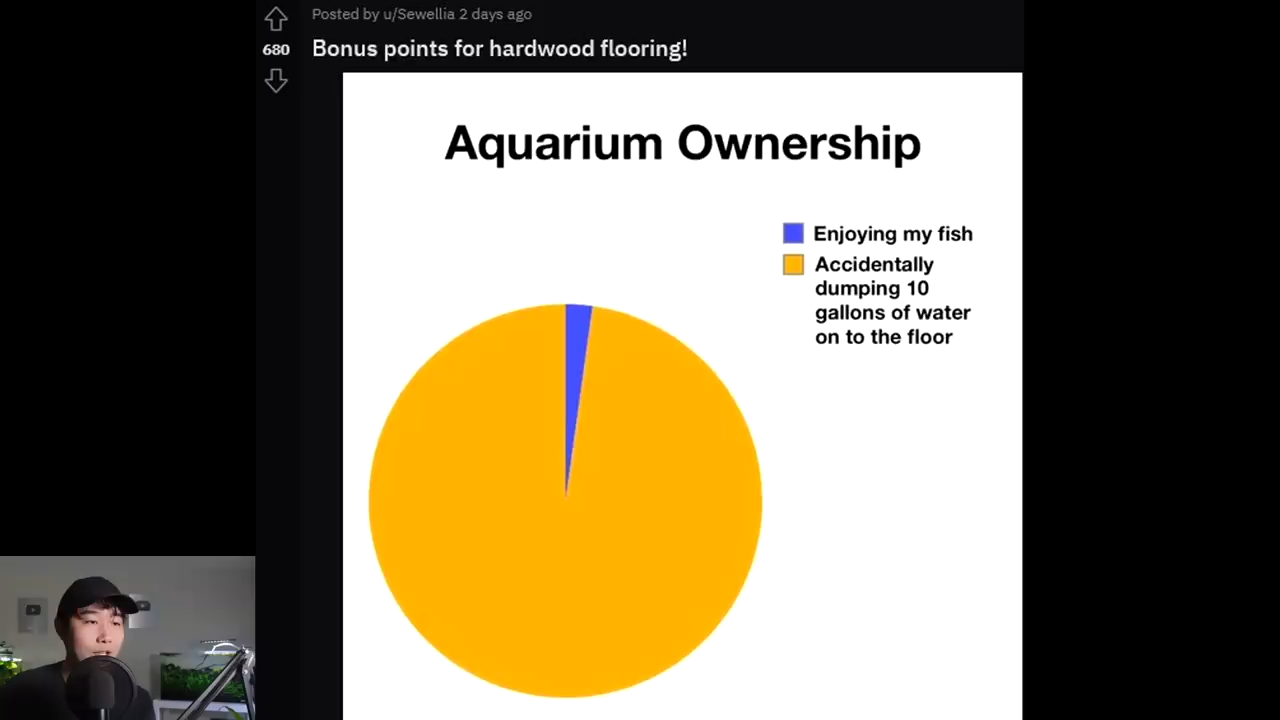 Posted by u/Sewellia 2 days ago
680
Bonus points for hardwood flooring!
Aquarium Ownership
Enjoying my fish
Accidentally
dumping 10
gallons of water
on to the floor